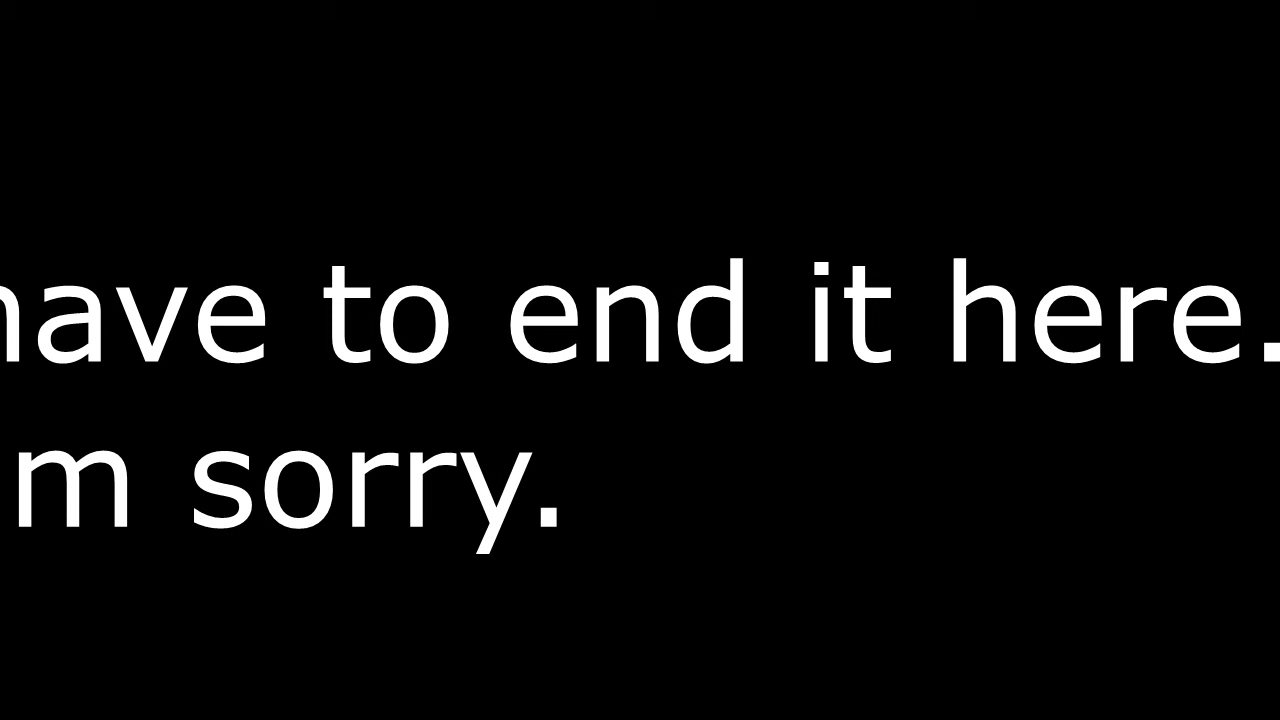 have to end it here.
m sorry.